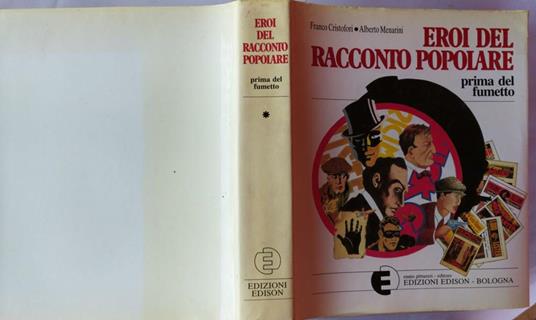 EROI
DEL
RACCONTO
POPOLARE
prima del
fumetto
*
EDIZIONI
EDISON
Franco Cristofori ● Alberto Menarini
EROI DEL
RACCONTO POPOLARE
prima del
fumetto
EDIZIONI EDISON - BOLOGNA